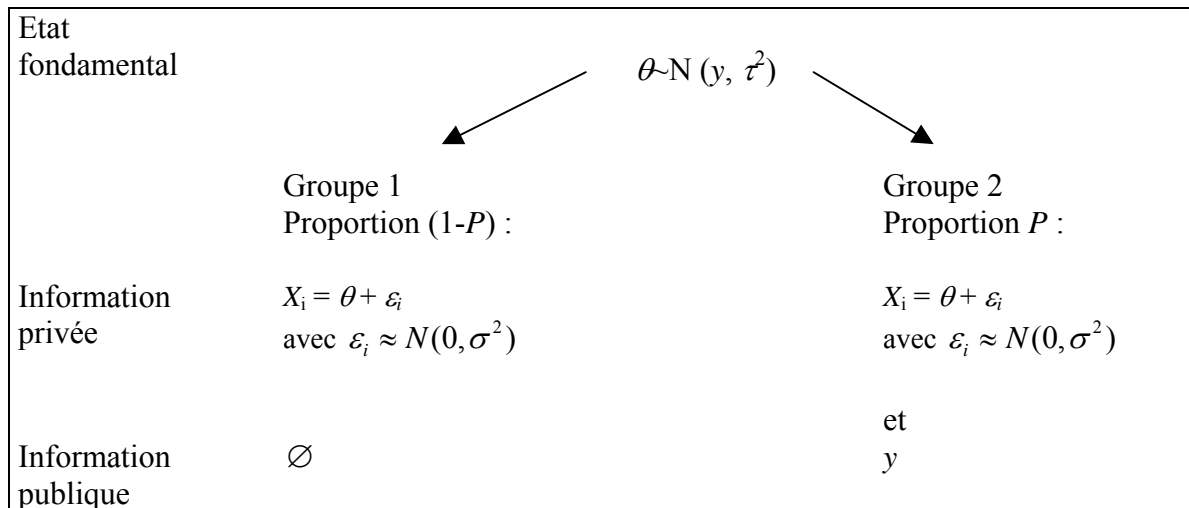 Etat
fondamental
θ~N (y, τ²)
Groupe 1
Proportion (1-P) :
Groupe 2
Proportion P :
Information
privée
Xi = θ + εi
avec εi ≈ N(0,σ²)
Xi = θ + εi
avec εi ≈ N(0,σ²)
et
Information
publique
∅
y